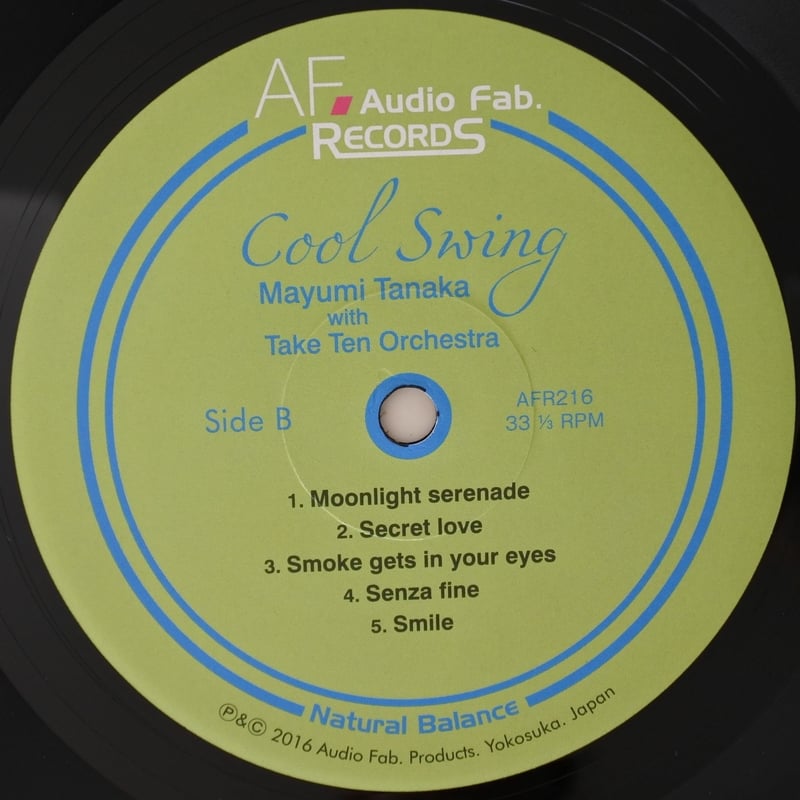 AF. Audio Fab.
RECORDS
Cool Swing
Mayumi Tanaka
with
Take Ten Orchestra
Side B
AFR216
33 ⅓ RPM
1. Moonlight serenade
2. Secret love
3. Smoke gets in your eyes
4. Senza fine
5. Smile
Natural Balance
℗&© 2016 Audio Fab. Products. Yokosuka. Japan